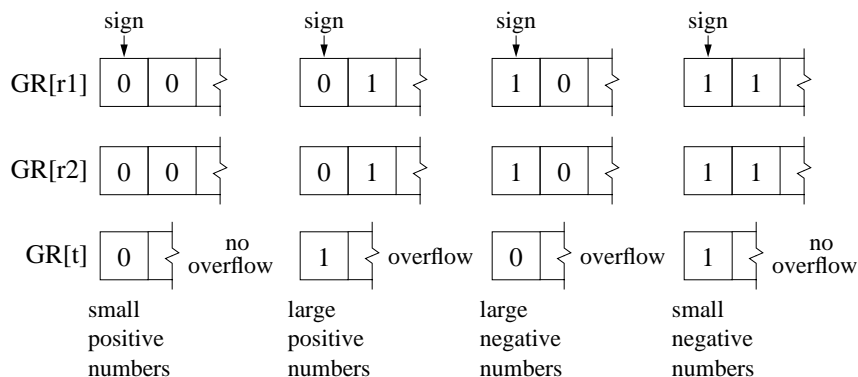 sign sign sign sign
GR[r1] 0 0 0 1 1 0 1 1
GR[r2] 0 0 0 1 1 0 1 1
GR[t] 0 no overflow 1 overflow 0 overflow 1 no overflow
small positive numbers
large positive numbers
large negative numbers
small negative numbers